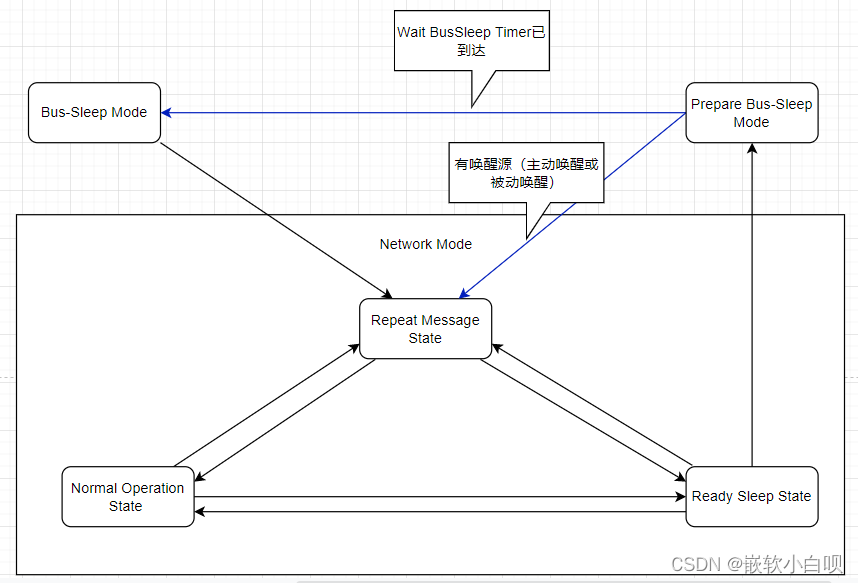 Wait BusSleep Timer已
到达
Bus-Sleep Mode
Prepare Bus-Sleep
Mode
有唤醒源（主动唤醒或
被动唤醒）
Network Mode
Repeat Message
State
Normal Operation
State
Ready Sleep State
CSDN @嵌软小白呗